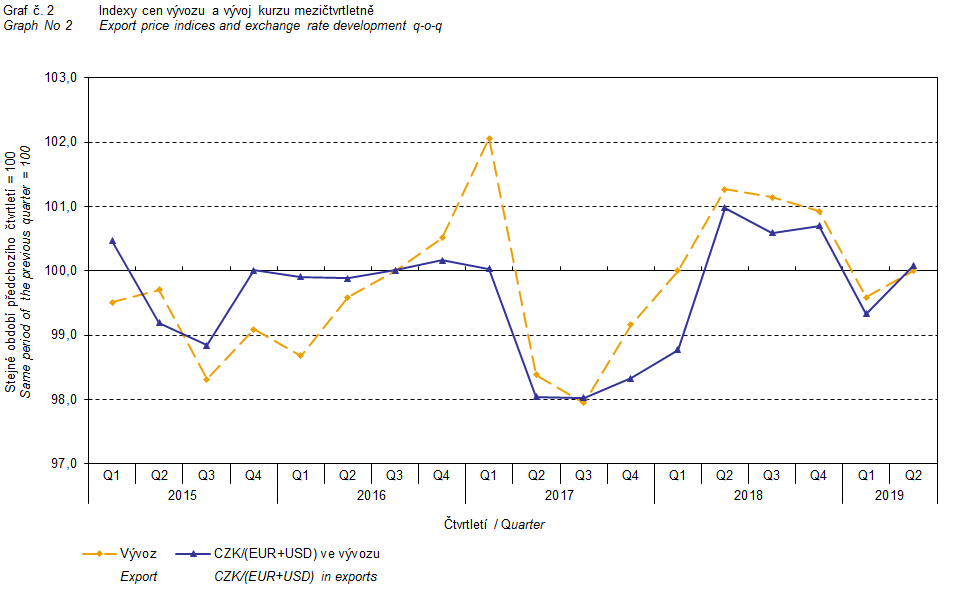 Graf č. 2 Indexy cen vývozu a vývoj kurzu mezičtvrtletně
Graph No 2 Export price indices and exchange rate development q-o-q
Stejné období předchozího čtvrtletí = 100
Same period of the previous quarter = 100
103,0
102,0
101,0
100,0
99,0
98,0
97,0
Q1 Q2 Q3 Q4 Q1 Q2 Q3 Q4 Q1 Q2 Q3 Q4 Q1 Q2 Q3 Q4 Q1 Q2
2015 2016 2017 2018 2019
Čtvrtletí / Quarter
Vývoz CZK/(EUR+USD) ve vývozu
Export CZK/(EUR+USD) in exports